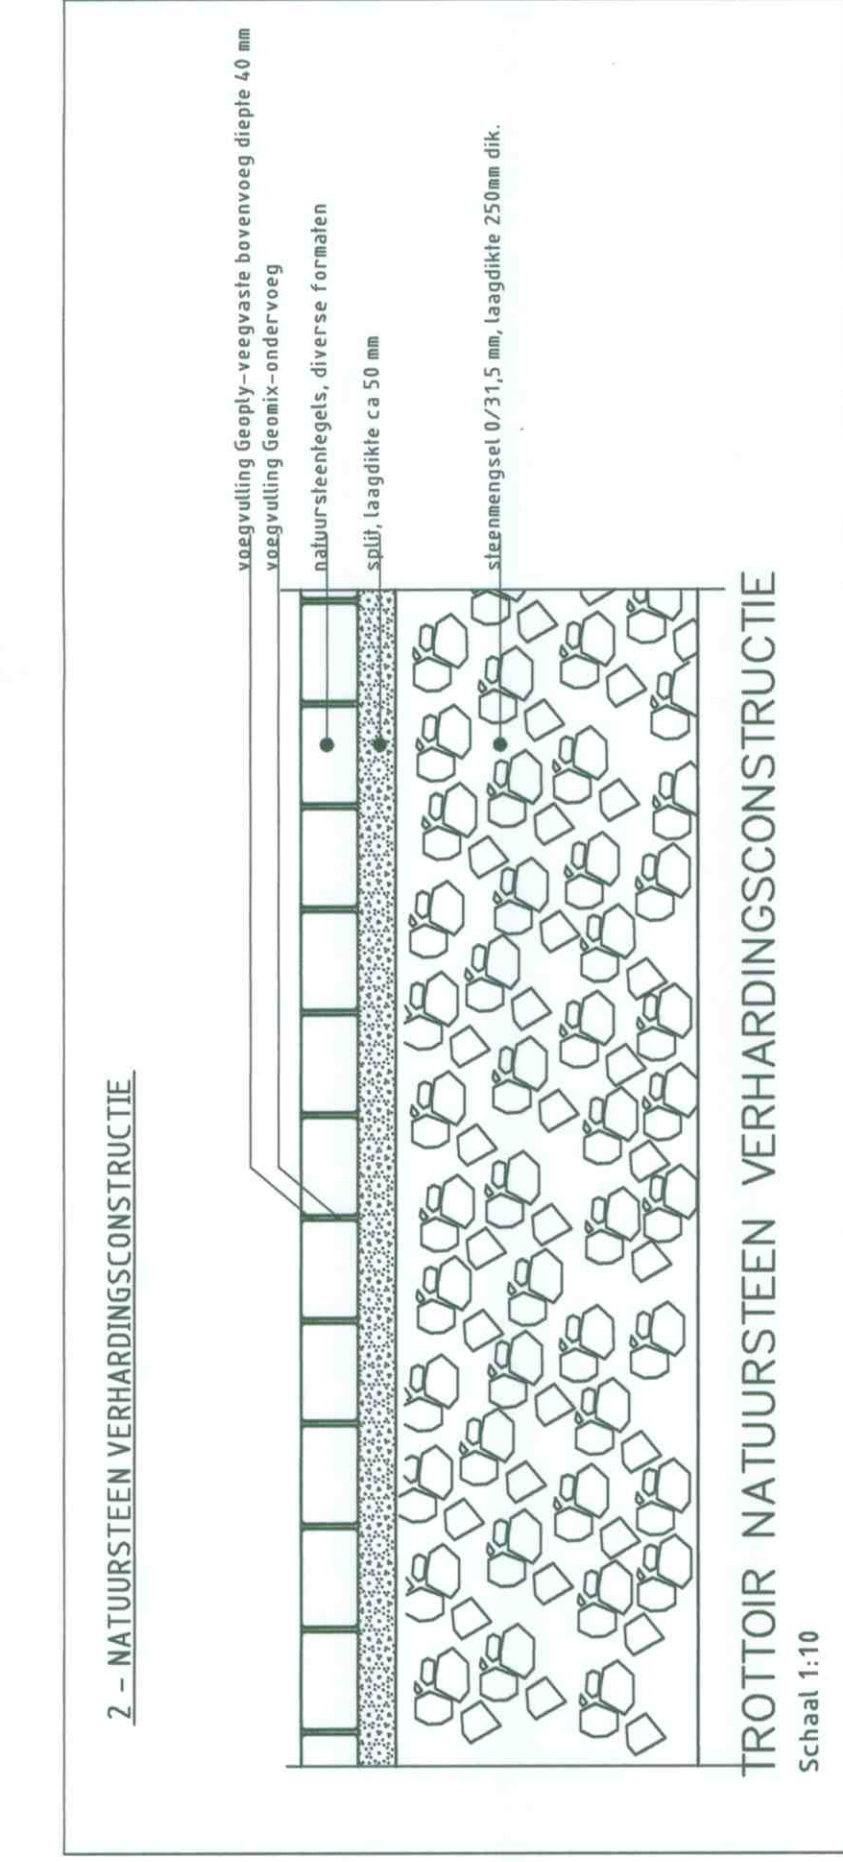 2 - NATUURSTEEN VERHARDINGSCONSTRUCTIE
voegvulling Geoply-veegvaste bovenvoeg diepte 40 mm
voegvulling Geomix-ondervoeg
natuursteentegels, diverse formaten
split, laagdikte ca 50 mm
steenmengsel 0/31,5 mm, laagdikte 250mm dik.
TROTTOIR NATUURSTEEN VERHARDINGSCONSTRUCTIE
Schaal 1:10